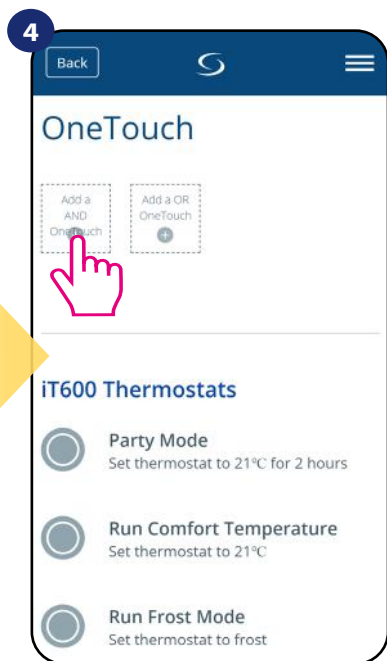 4
Back
OneTouch
Add a
AND
OneTouch
Add a OR
OneTouch
iT600 Thermostats
Party Mode
Set thermostat to 21°C for 2 hours
Run Comfort Temperature
Set thermostat to 21°C
Run Frost Mode
Set thermostat to frost